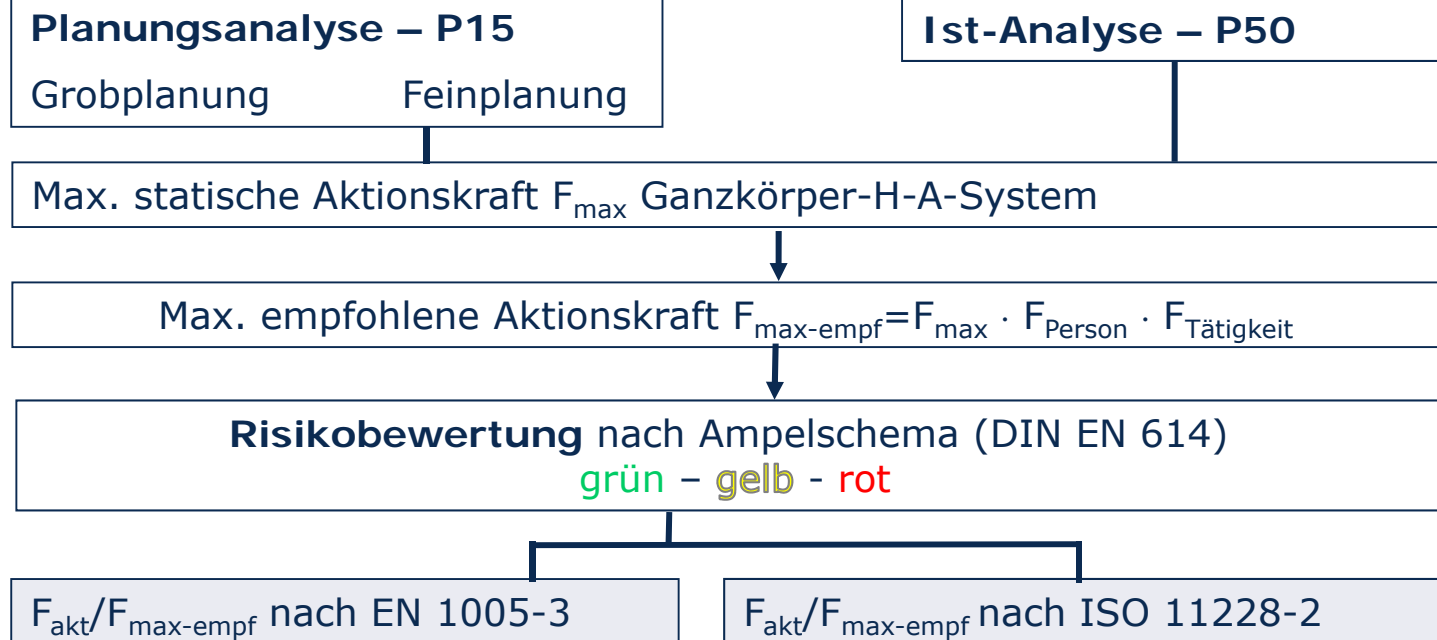 Planungsanalyse – P15
Grobplanung Feinplanung
Ist-Analyse – P50
Max. statische Aktionskraft Fmax Ganzkörper-H-A-System
Max. empfohlene Aktionskraft Fmax-empf=Fmax · FPerson · FTätigkeit
Risikobewertung nach Ampelschema (DIN EN 614)
grün – gelb - rot
Fakt/Fmax-empf nach EN 1005-3
Fakt/Fmax-empf nach ISO 11228-2